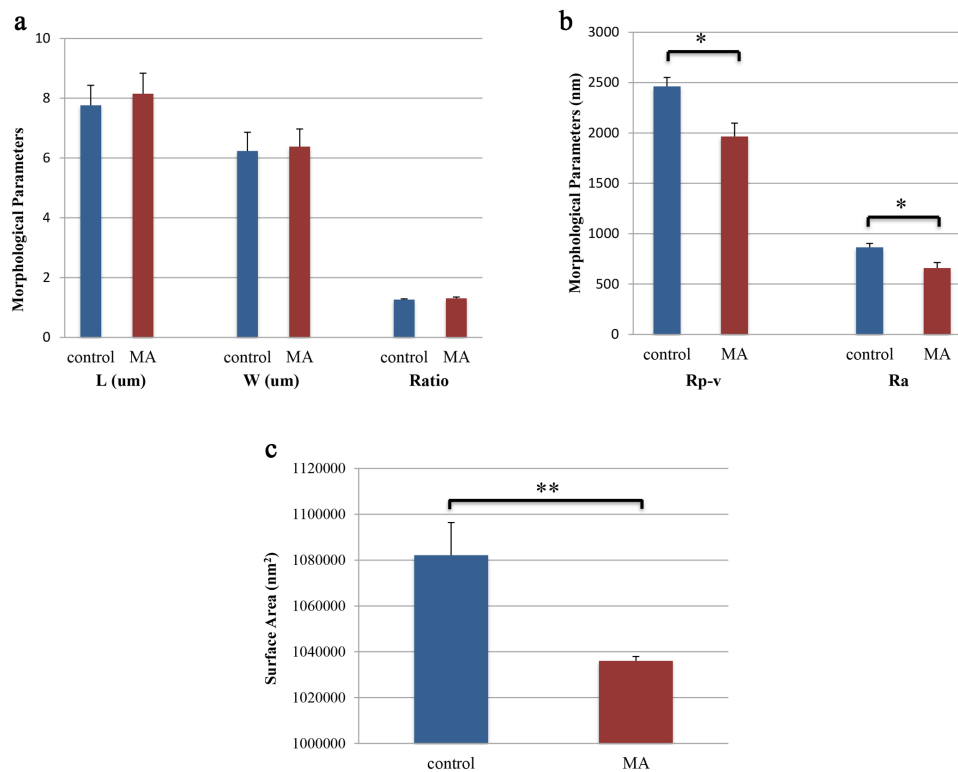 a
10
8
6
4
2
0
Morphological Parameters
control MA control MA control MA
L (um) W (um) Ratio
b
3000
2500
2000
1500
1000
500
0
Morphological Parameters (nm)
*
*
control MA control MA
Rp-v Ra
c
1120000
1100000
1080000
1060000
1040000
1020000
1000000
Surface Area (nm²)
**
control MA